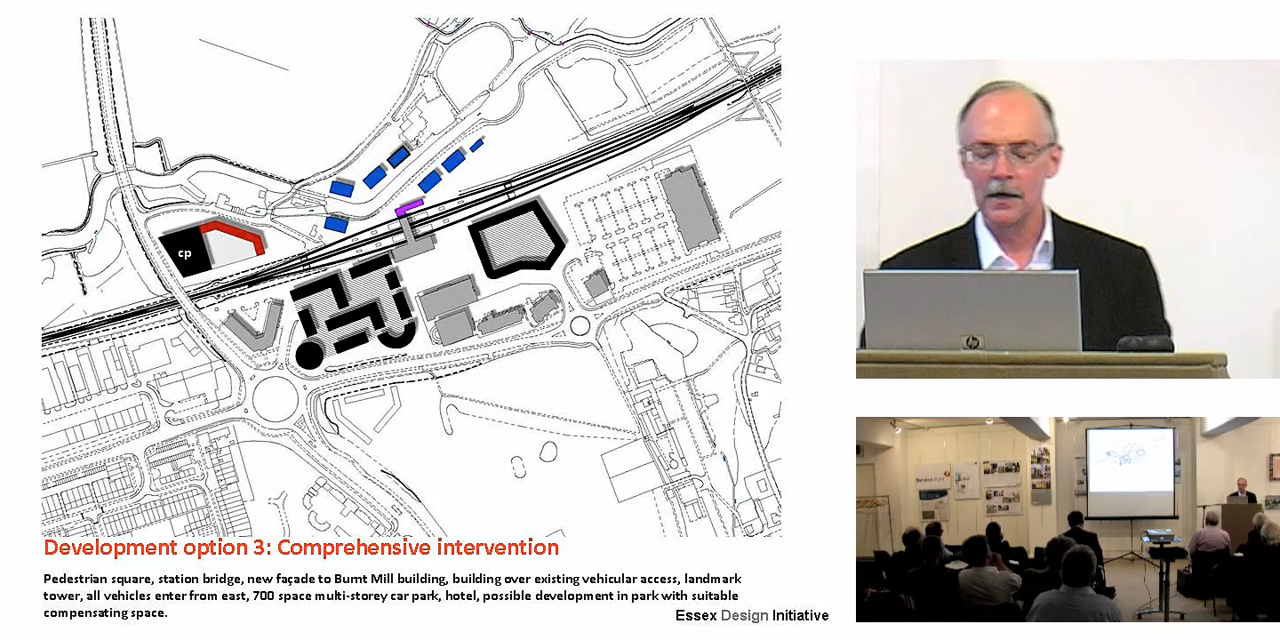 cp
Development option 3: Comprehensive intervention
Pedestrian square, station bridge, new façade to Burnt Mill building, building over existing vehicular access, landmark
tower, all vehicles enter from east, 700 space multi-storey car park, hotel, possible development in park with suitable
compensating space.
Essex Design Initiative
hp